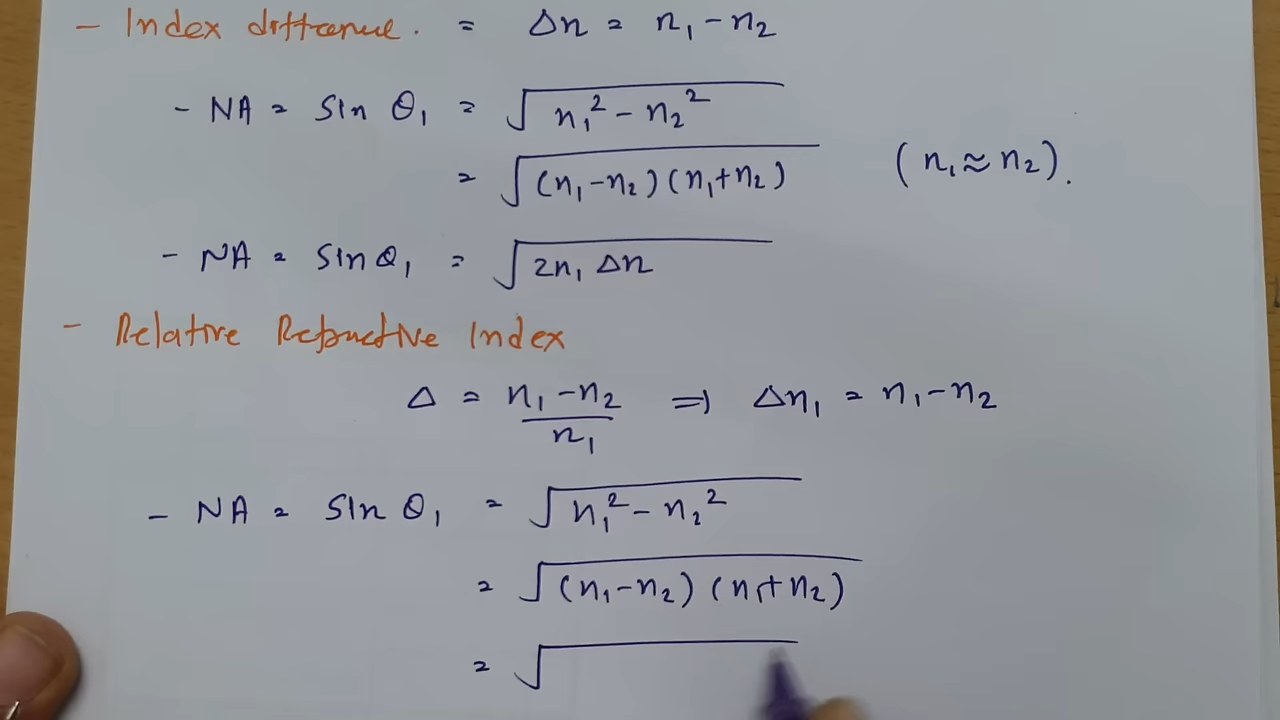 - Index diffrence. = Δn = n₁ - n₂
- NA = Sin θ₁ = √(n₁² - n₂²)
= √((n₁-n₂)(n₁+n₂)) (n₁≈n₂).
- NA = Sin θ₁ = √(2n₁ Δn)
- Relative Refractive Index
Δ = (n₁ - n₂)/n₁ ⇒ Δn₁ = n₁ - n₂
- NA = Sin θ₁ = √(n₁² - n₂²)
= √((n₁-n₂)(n₁+n₂))
= √